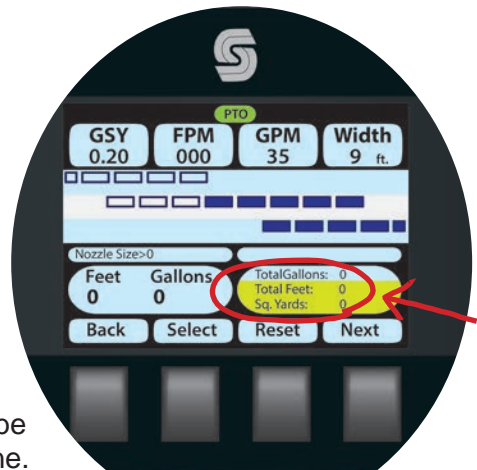 PTO
GSY FPM GPM Width
0.20 000 35 9 ft.
Nozzle Size>0
Feet Gallons
0 0
TotalGallons: 0
Total Feet: 0
Sq. Yards: 0
Back Select Reset Next